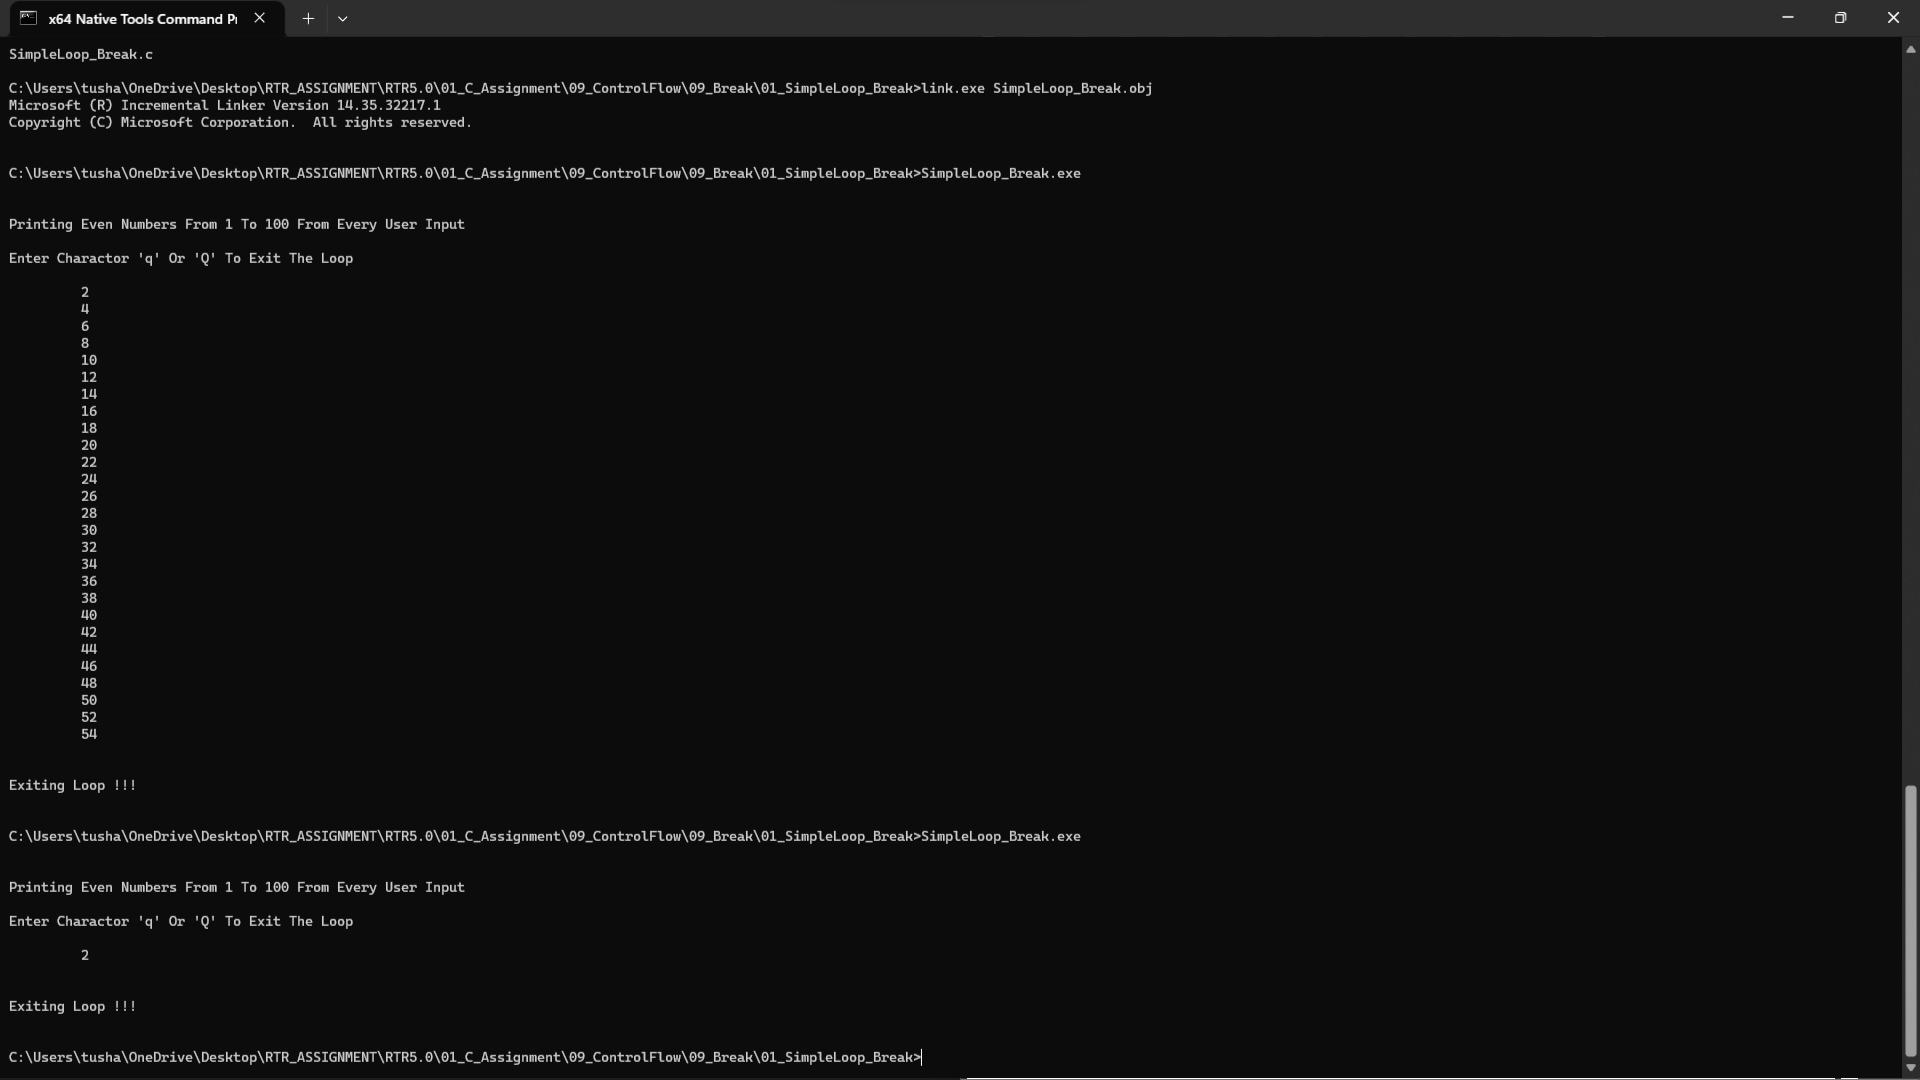 x64 Native Tools Command P
SimpleLoop_Break.c
C:\Users\tusha\OneDrive\Desktop\RTR_ASSIGNMENT\RTR5.0\01_C_Assignment\09_ControlFlow\09_Break\01_SimpleLoop_Break>link.exe SimpleLoop_Break.obj
Microsoft (R) Incremental Linker Version 14.35.32217.1
Copyright (C) Microsoft Corporation.  All rights reserved.
C:\Users\tusha\OneDrive\Desktop\RTR_ASSIGNMENT\RTR5.0\01_C_Assignment\09_ControlFlow\09_Break\01_SimpleLoop_Break>SimpleLoop_Break.exe
Printing Even Numbers From 1 To 100 From Every User Input
Enter Charactor 'q' Or 'Q' To Exit The Loop
2
4
6
8
10
12
14
16
18
20
22
24
26
28
30
32
34
36
38
40
42
44
46
48
50
52
54
Exiting Loop !!!
C:\Users\tusha\OneDrive\Desktop\RTR_ASSIGNMENT\RTR5.0\01_C_Assignment\09_ControlFlow\09_Break\01_SimpleLoop_Break>SimpleLoop_Break.exe
Printing Even Numbers From 1 To 100 From Every User Input
Enter Charactor 'q' Or 'Q' To Exit The Loop
2
Exiting Loop !!!
C:\Users\tusha\OneDrive\Desktop\RTR_ASSIGNMENT\RTR5.0\01_C_Assignment\09_ControlFlow\09_Break\01_SimpleLoop_Break>